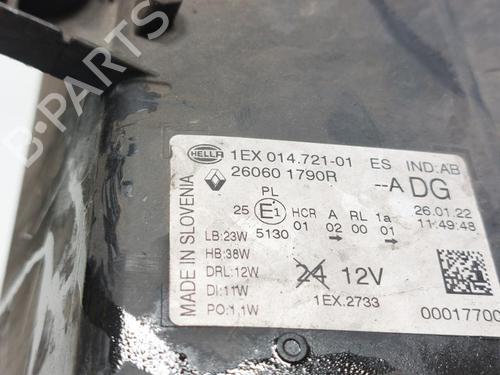 B-PARTS
HELLA 1EX 014.721-01 ES IND:AB
26060 1790R --A DG
PL
25 E1 HCR A RL 1a 26.01.22
5130 01 02 00 01 11:49:48
LB:23W
HB:38W
DRL:12W 24 12V
DI:11W
PO:1,1W 1EX.2733
00017700
MADE IN SLOVENIA